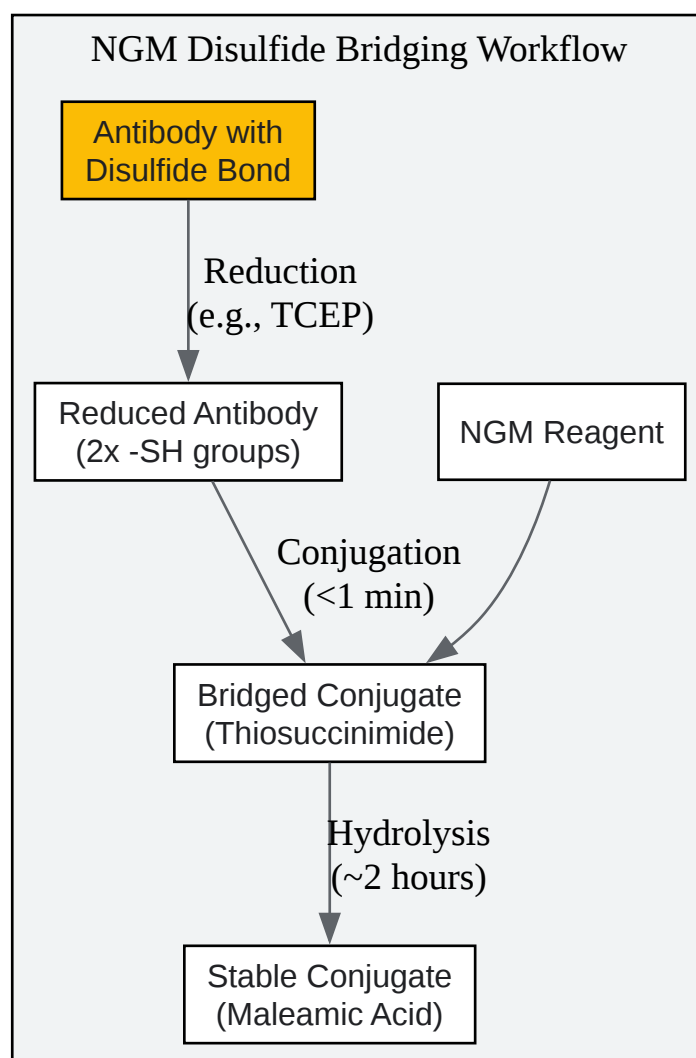 NGM Disulfide Bridging Workflow
Antibody with
Disulfide Bond
Reduction
(e.g., TCEP)
Reduced Antibody
(2x -SH groups)
NGM Reagent
Conjugation
(<1 min)
Bridged Conjugate
(Thiosuccinimide)
Hydrolysis
(~2 hours)
Stable Conjugate
(Maleamic Acid)